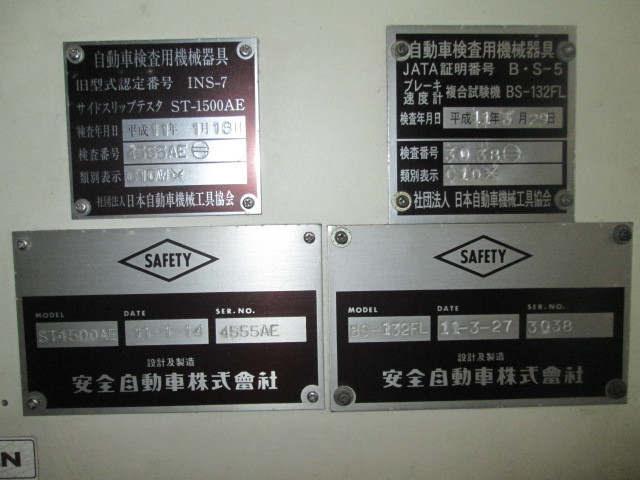 自動車検査用機械器具
旧型式認定番号 INS-7
サイドスリップテスタ ST-1500AE
検査年月日 平成 11年 1月18日
検査番号 4555AE
類別表示 C10M※
社団法人 日本自動車機械工具協会
自動車検査用機械器具
JATA証明番号 B・S-5
ブレーキ 複合試験機 BS-132FL
速度計
検査年月日 平成 11年 3月29日
検査番号 3038
類別表示 C10※
社団法人 日本自動車機械工具協会
SAFETY
MODEL DATE SER.NO.
ST1500AE 11-1-14 4555AE
設計及製造
安全自動車株式會社
SAFETY
MODEL DATE SER.NO.
BS-132FL 11-3-27 3038
設計及製造
安全自動車株式會社
N